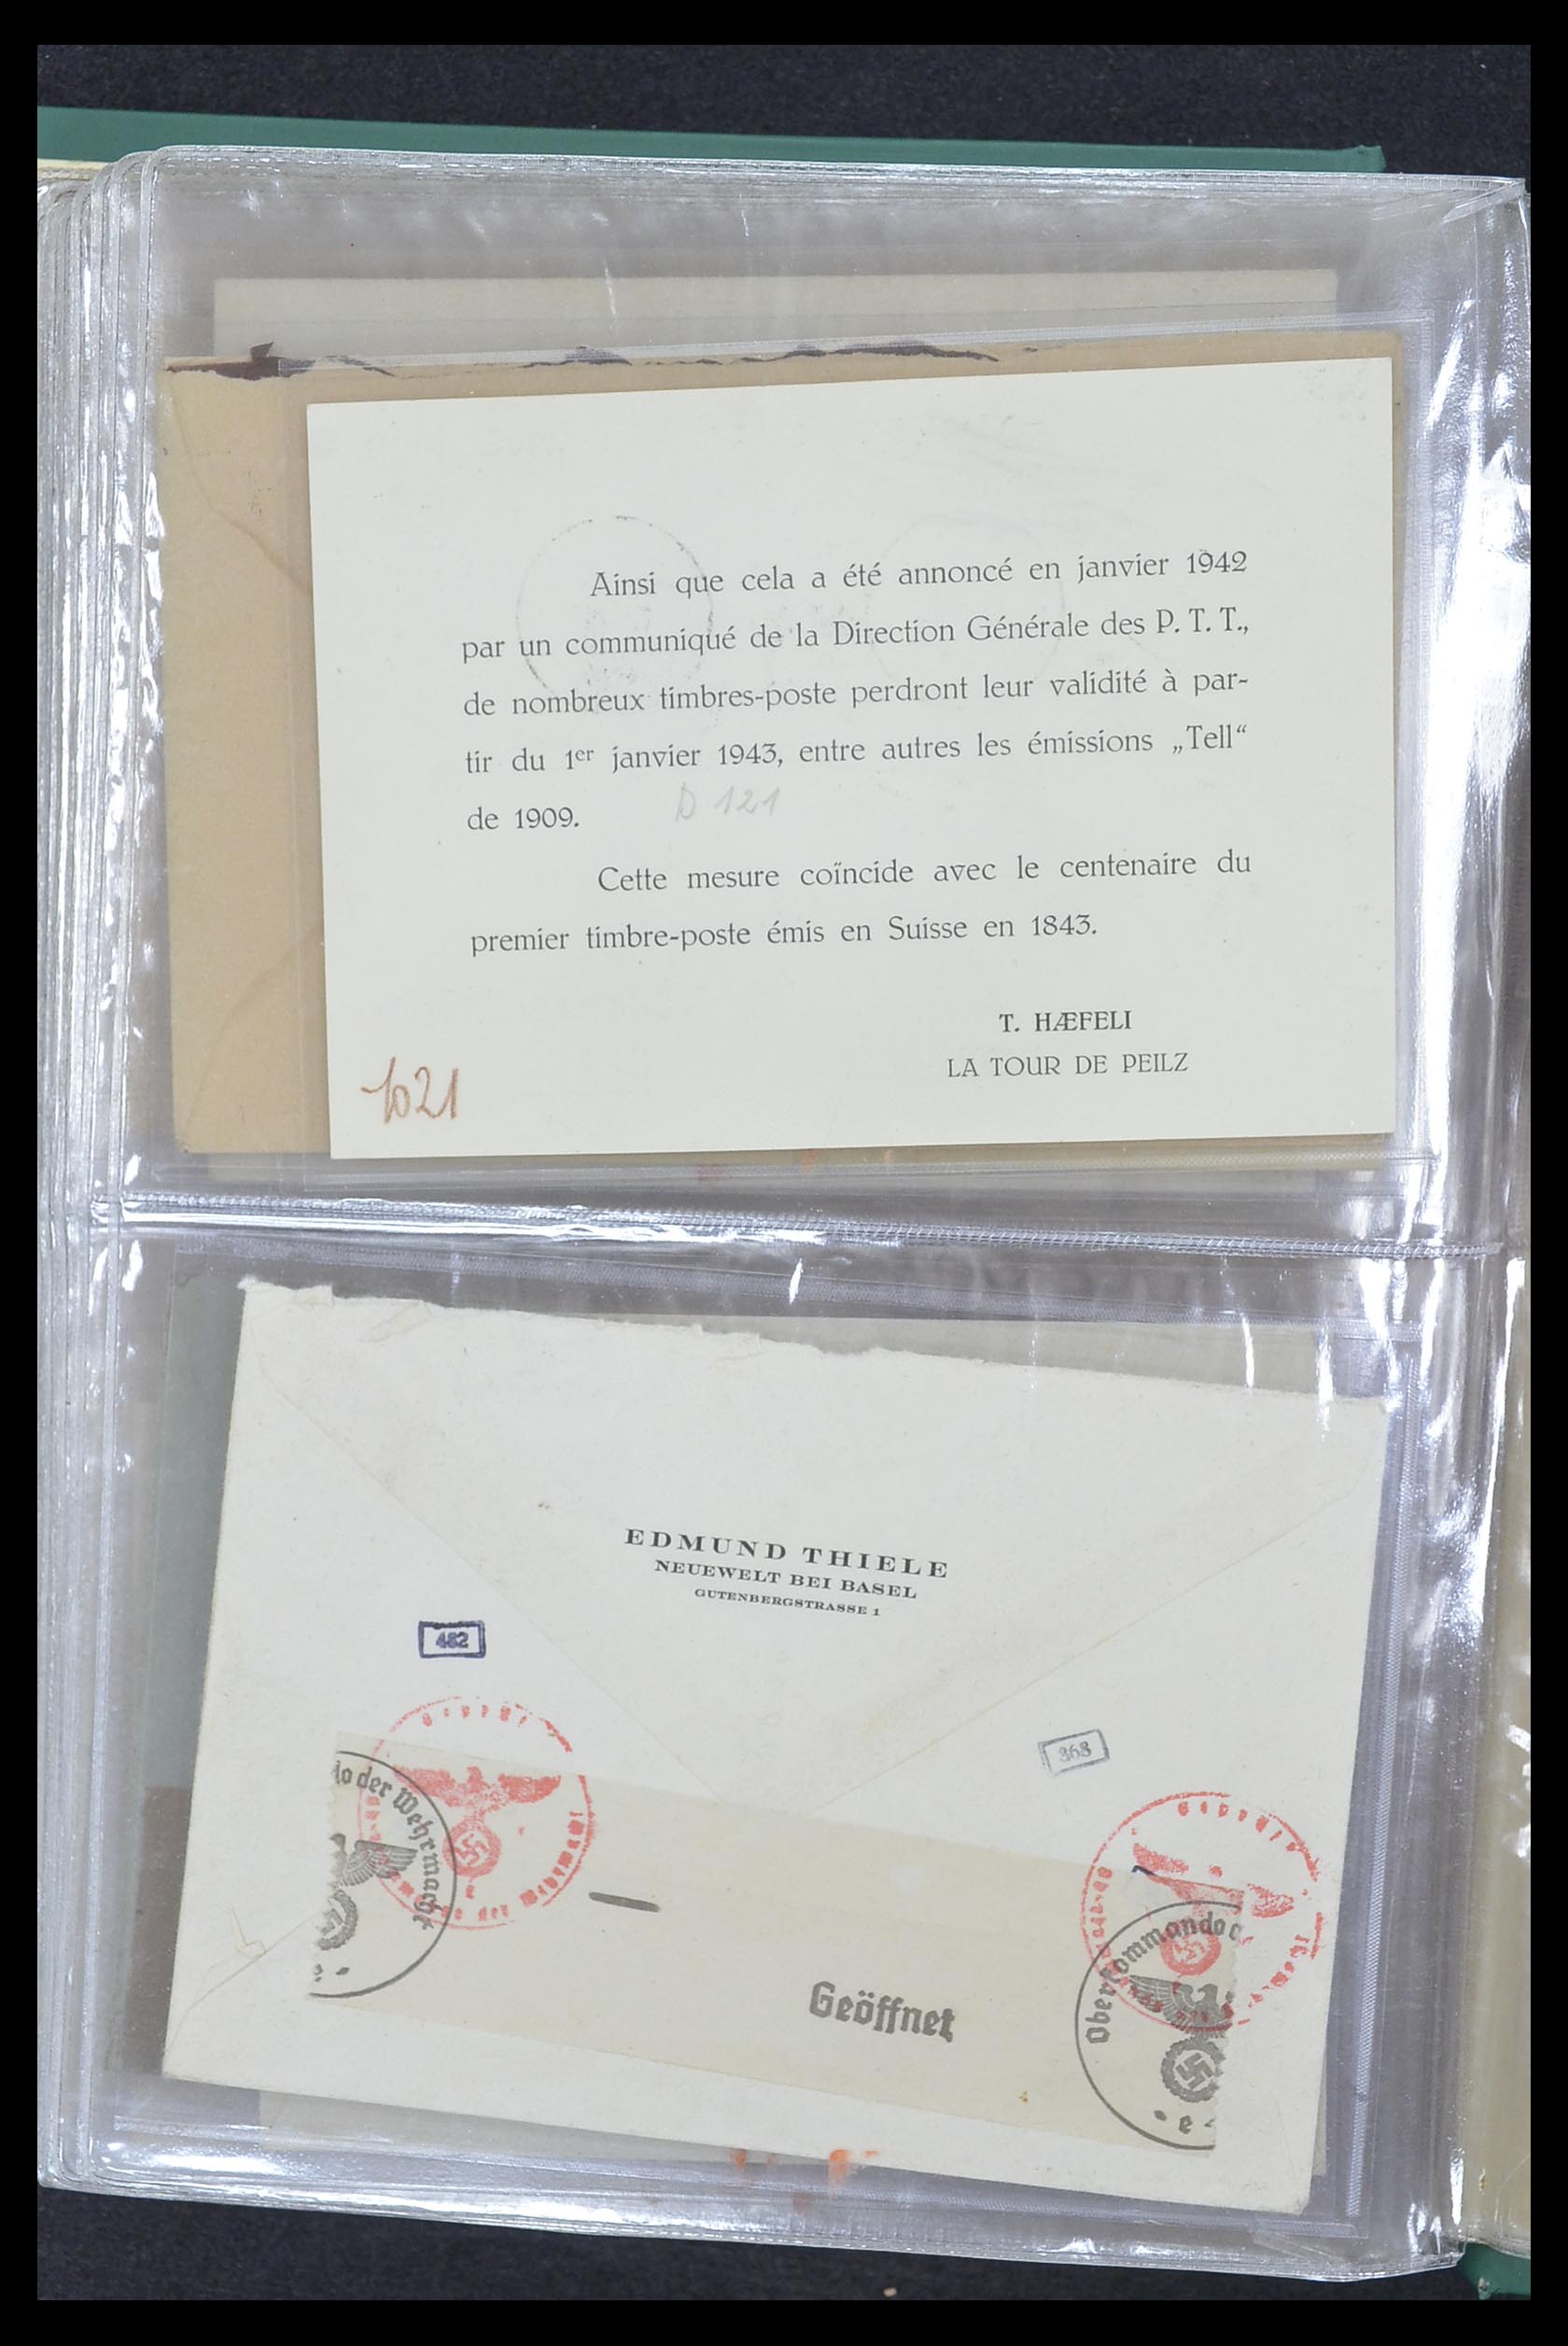 Ainsi que cela a été annoncé en janvier 1942
par un communiqué de la Direction Générale des P. T. T.,
de nombreux timbres-poste perdront leur validité à par-
tir du 1er janvier 1943, entre autres les émissions „Tell“
de 1909.
D 121
Cette mesure coïncide avec le centenaire du
premier timbre-poste émis en Suisse en 1843.
T. HÆFELI
LA TOUR DE PEILZ
EDMUND THIELE
NEUEWELT BEI BASEL
GUTENBERGSTRASSE 1
482
368
do der Wehrmacht
Geöffnet
Oberkommando d
e